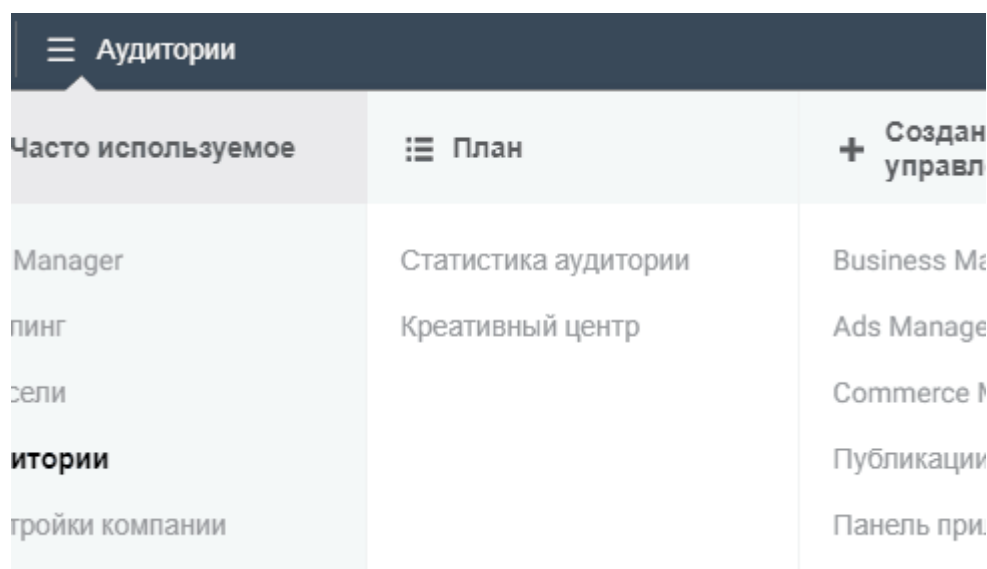 Аудитории
Часто используемое
План
Создан
управл
Manager
Статистика аудитории
Business Ma
линг
Креативный центр
Ads Manage
сели
Commerce M
итории
Публикации
тройки компании
Панель при